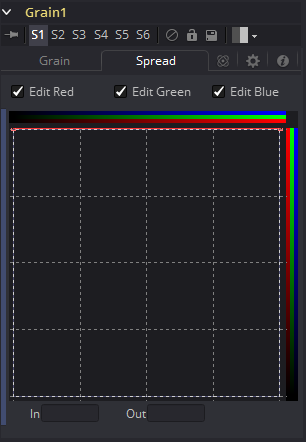 Grain1
S1 S2 S3 S4 S5 S6
Grain Spread
Edit Red Edit Green Edit Blue
In Out